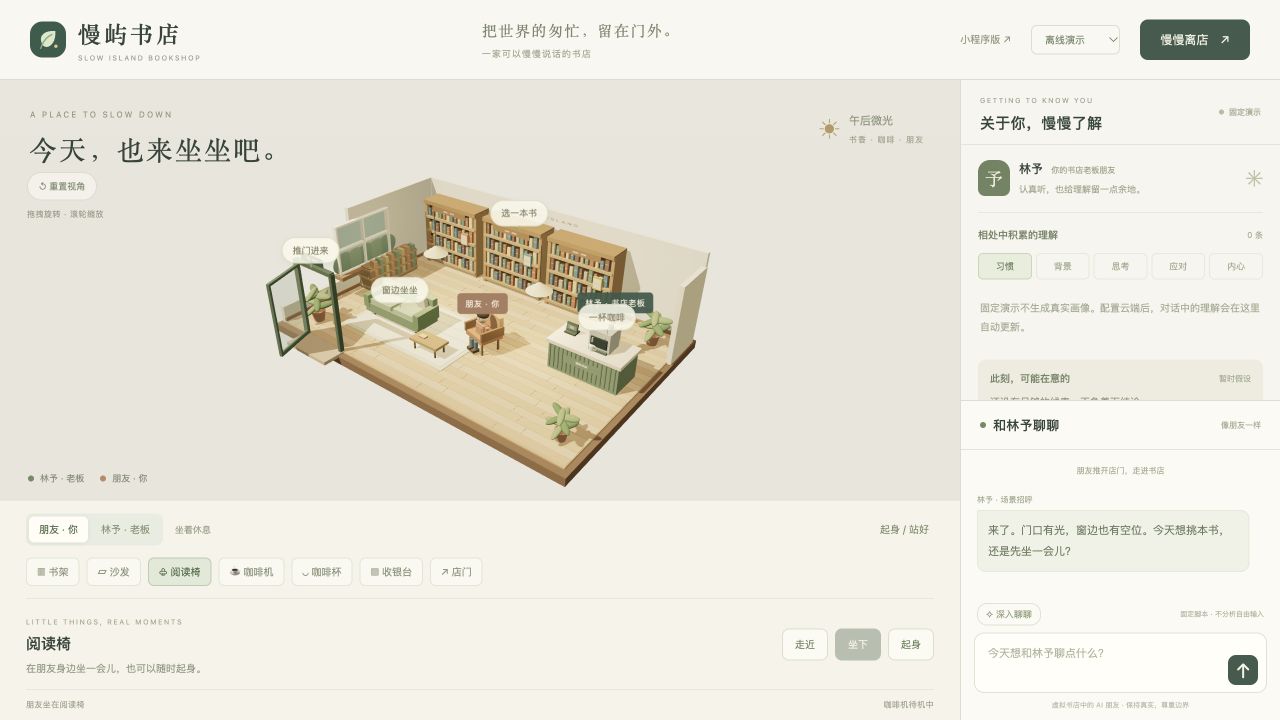 慢屿书店
SLOW ISLAND BOOKSHOP
把世界的匆忙，留在门外。
一家可以慢慢说话的书店
小程序版 ↗
离线演示
慢慢离店 ↗
A PLACE TO SLOW DOWN
今天，也来坐坐吧。
重置视角
拖拽旋转 · 滚轮缩放
午后微光
书香 · 咖啡 · 朋友
选一本书
推门进来
窗边坐坐
朋友 · 你
林予 · 书店老板
一杯咖啡
林予 · 老板
朋友 · 你
朋友 · 你
林予 · 老板
坐着休息
起身 / 站好
书架
沙发
阅读椅
咖啡机
咖啡杯
收银台
店门
LITTLE THINGS, REAL MOMENTS
阅读椅
在朋友身边坐一会儿，也可以随时起身。
走近
坐下
起身
朋友坐在阅读椅
咖啡机待机中
GETTING TO KNOW YOU
关于你，慢慢了解
固定演示
予
林予 你的书店老板朋友
认真听，也给理解留一点余地。
相处中积累的理解
0 条
习惯
背景
思考
应对
内心
固定演示不生成真实画像。配置云端后，对话中的理解会在这里
自动更新。
此刻，可能在意的
暂时假设
和林予聊聊
像朋友一样
朋友推开店门，走进书店
林予 · 场景招呼
来了。门口有光，窗边也有空位。今天想挑本书，
还是先坐一会儿?
深入聊聊
固定脚本 · 不分析自由输入
今天想和林予聊点什么?
虚拟书店中的 AI 朋友 · 保持真实，尊重边界